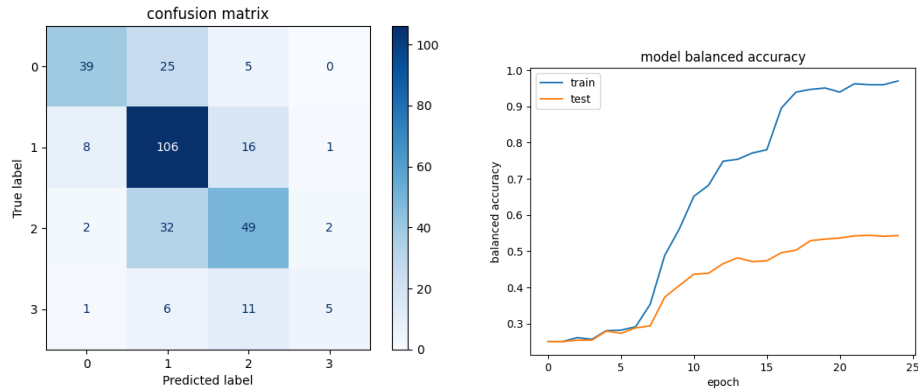 confusion matrix
True label
0
39 25 5 0
1
8 106 16 1
2
2 32 49 2
3
1 6 11 5
0 1 2 3
Predicted label
100
80
60
40
20
0
model balanced accuracy
balanced accuracy
1.0
0.9
0.8
0.7
0.6
0.5
0.4
0.3
train
test
0 5 10 15 20 25
epoch